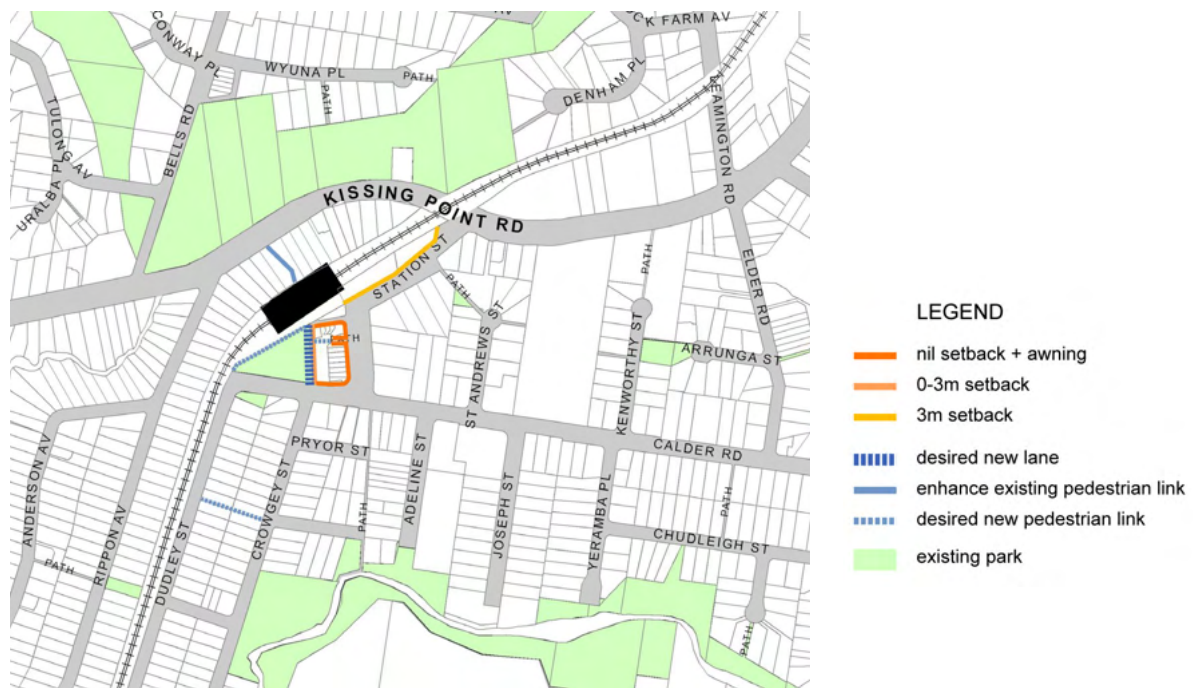 CONWAY PL
CK FARM AV
WYUNA PL
PATH
DENHAM PL
PATH
TULONG AV
BELLS RD
LEAMINGTON RD
URALBA PL
KISSING POINT RD
STATION ST
PATH
PATH
ELDER RD
PATH
ST ANDREWS ST
KENWORTHY ST
ARRUNGA ST
PRYOR ST
CALDER RD
ANDERSON AV
RIPPON AV
DUDLEY ST
CROWGEY ST
PATH
ADELINE ST
JOSEPH ST
YERAMBA PL
PATH
CHUDLEIGH ST
PATH
PATH
LEGEND
nil setback + awning
0-3m setback
3m setback
desired new lane
enhance existing pedestrian link
desired new pedestrian link
existing park